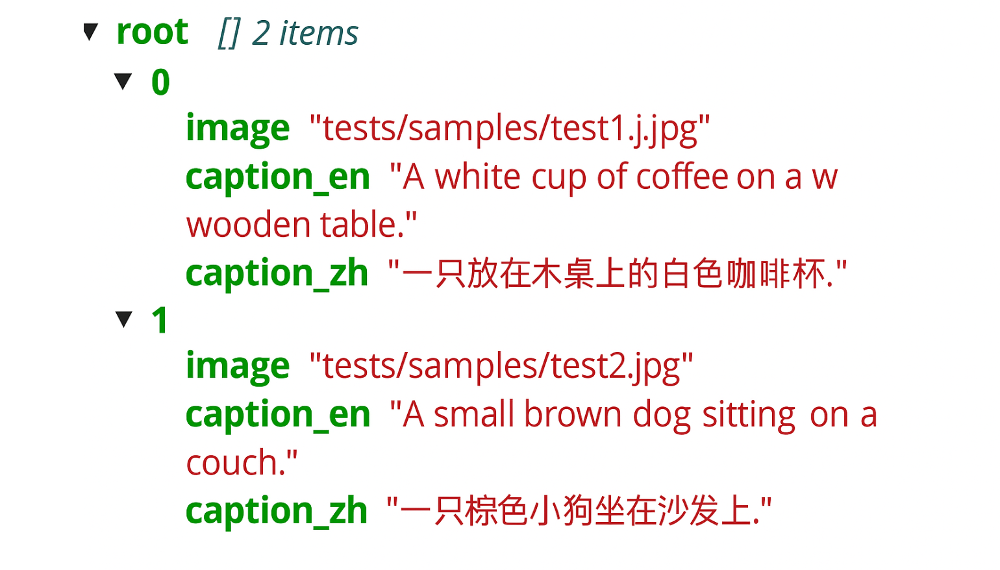 ▼ root [] 2 items
▼ 0
image "tests/samples/test1.j.jpg"
caption_en "A white cup of coffee on a w
wooden table."
caption_zh "一只放在木桌上的白色咖啡杯."
▼ 1
image "tests/samples/test2.jpg"
caption_en "A small brown dog sitting on a
couch."
caption_zh "一只棕色小狗坐在沙发上."